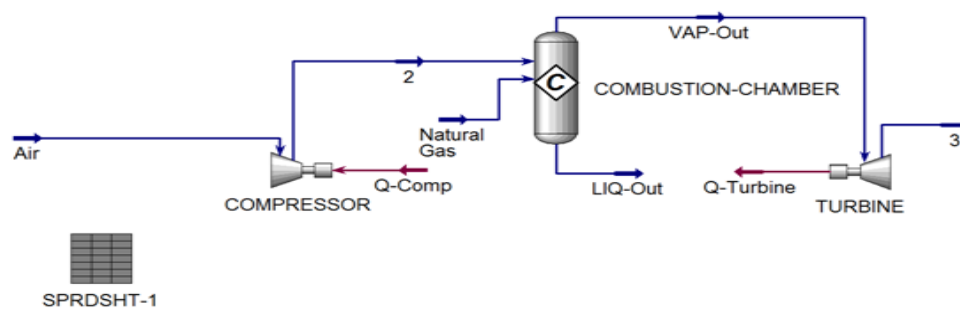 VAP-Out
2
C
COMBUSTION-CHAMBER
Natural
Gas
Air
3
Q-Comp
LIQ-Out
Q-Turbine
COMPRESSOR
TURBINE
SPRDSHT-1